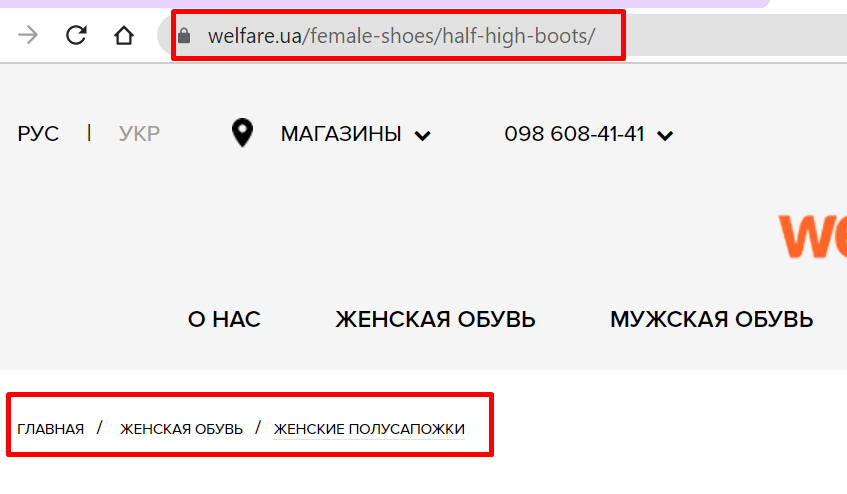 welfare.ua/female-shoes/half-high-boots/
РУС | УКР МАГАЗИНЫ 098 608-41-41
we
О НАС ЖЕНСКАЯ ОБУВЬ МУЖСКАЯ ОБУВЬ
ГЛАВНАЯ / ЖЕНСКАЯ ОБУВЬ / ЖЕНСКИЕ ПОЛУСАПОЖКИ